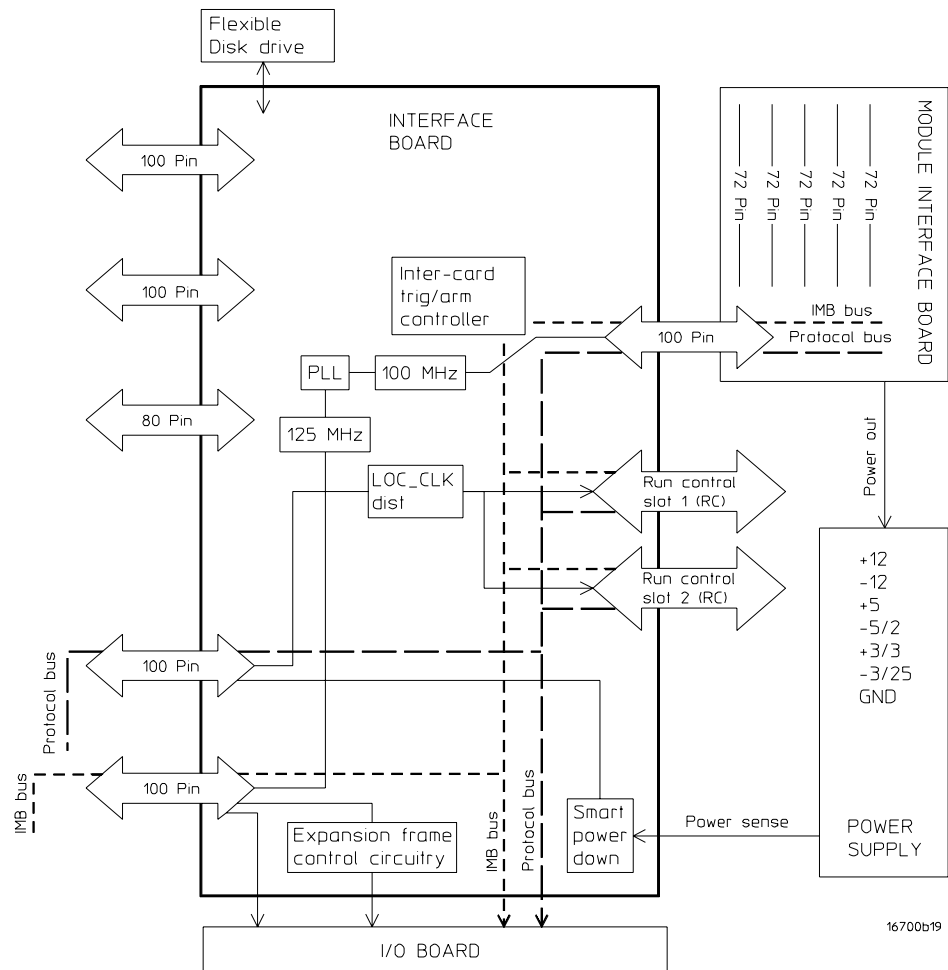 Flexible
Disk drive
INTERFACE
BOARD
100 Pin
100 Pin
80 Pin
100 Pin
100 Pin
Inter-card
trig/arm
controller
PLL
100 MHz
125 MHz
LOC_CLK
dist
100 Pin
IMB bus
Protocol bus
72 Pin
72 Pin
72 Pin
72 Pin
72 Pin
MODULE INTERFACE BOARD
Power out
Run control
slot 1 (RC)
Run control
slot 2 (RC)
+12
-12
+5
-5/2
+3/3
-3/25
GND
POWER
SUPPLY
Power sense
Smart
power
down
Protocol bus
IMB bus
IMB bus
Protocol bus
Expansion frame
control circuitry
I/O BOARD
16700b19